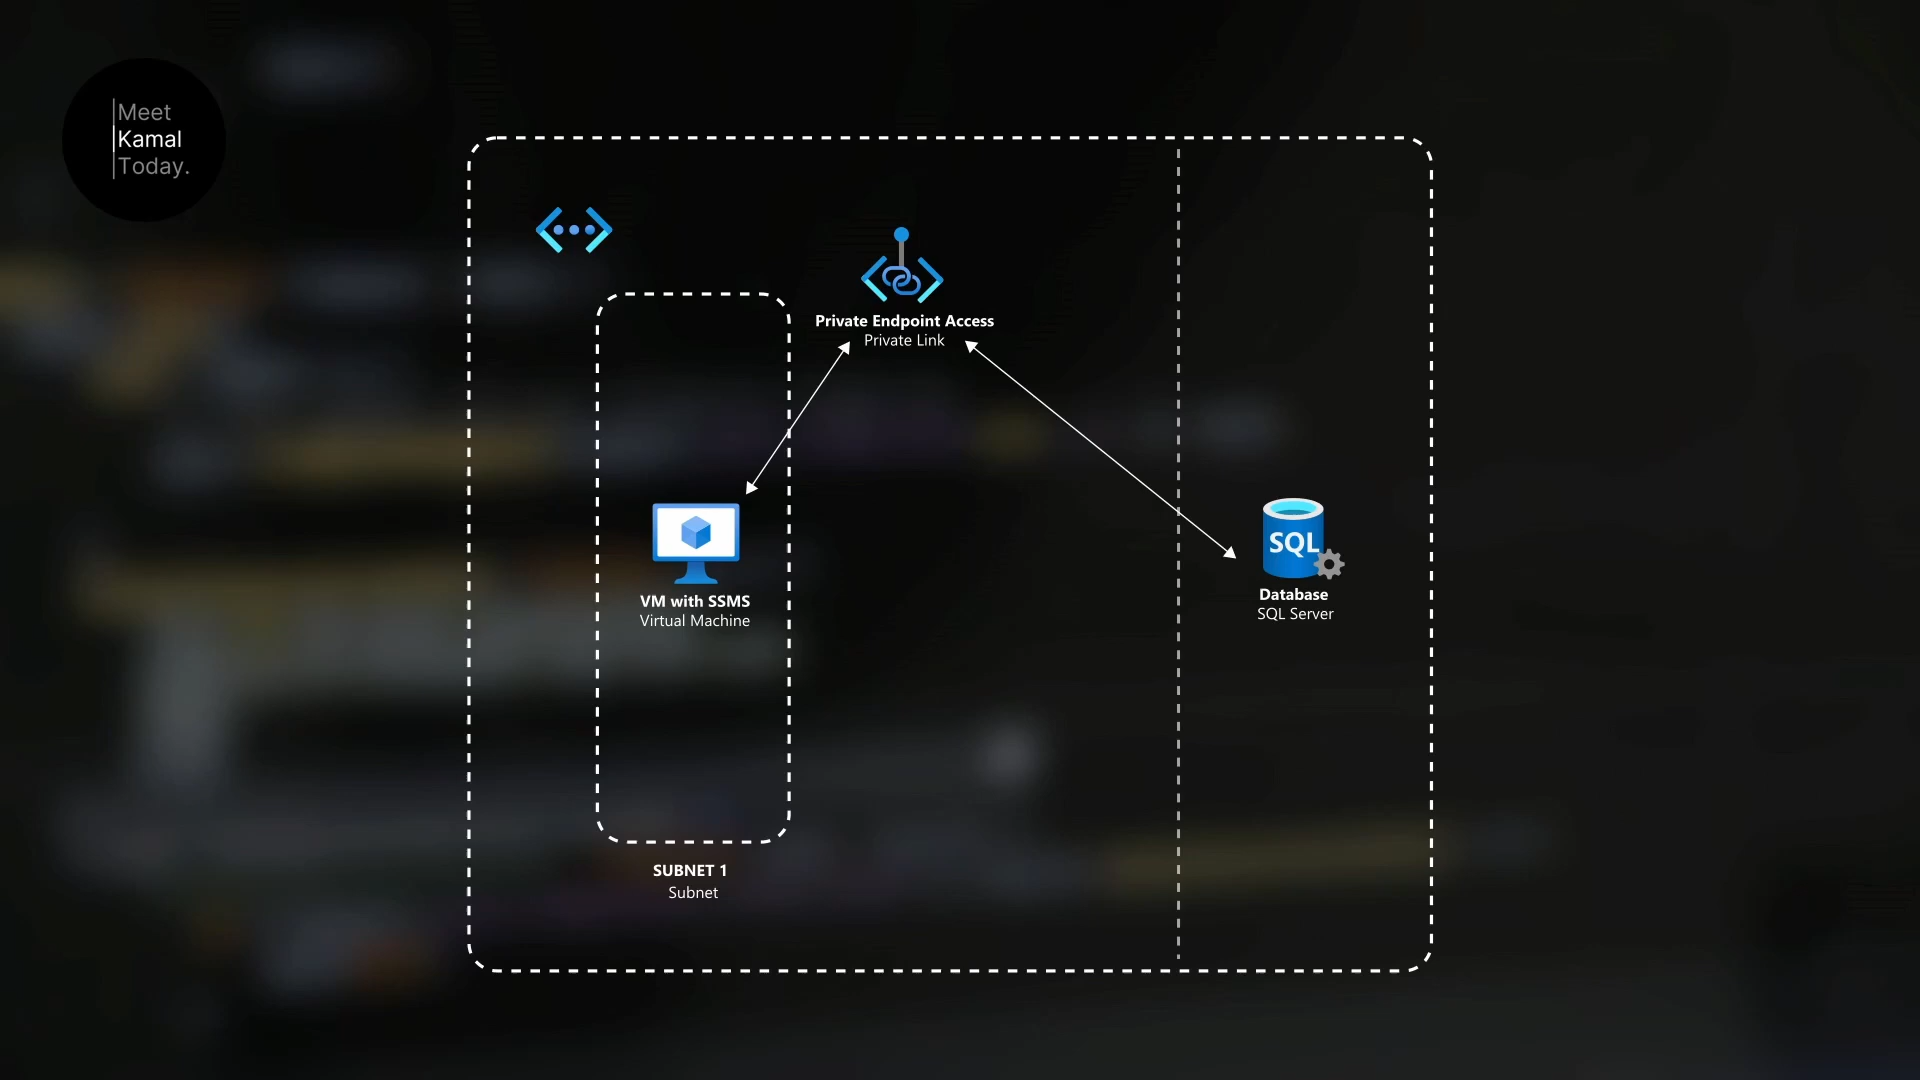 Meet
Kamal
Today.
Private Endpoint Access
Private Link
SQL
VM with SSMS
Virtual Machine
Database
SQL Server
SUBNET 1
Subnet